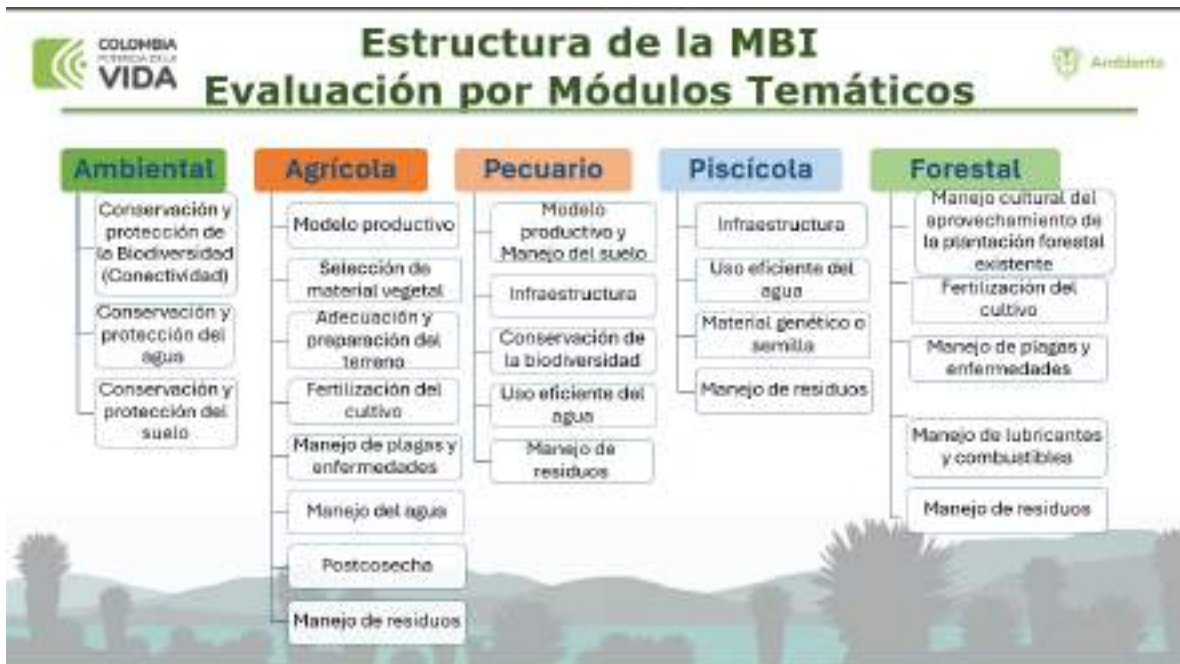 COLOMBIA
POTENCIA DE LA
VIDA
Estructura de la MBI
Evaluación por Módulos Temáticos
Ambiente
Ambiental
Conservación y
protección de
la Biodiversidad
(Conectividad)
Conservación y
protección del
agua
Conservación y
protección del
suelo
Agrícola
Modelo productivo
Selección de
material vegetal
Adecuación y
preparación del
terreno
Fertilización del
cultivo
Manejo de plagas y
enfermedades
Manejo del agua
Postcosecha
Manejo de residuos
Pecuario
Modelo
productivo y
Manejo del suelo
Infraestructura
Conservación de
la biodiversidad
Uso eficiente del
agua
Manejo de
residuos
Piscícola
Infraestructura
Uso eficiente del
agua
Material genético o
semilla
Manejo de residuos
Forestal
Manejo cultural del
aprovechamiento de
la plantación forestal
existente
Fertilización del
cultivo
Manejo de plagas y
enfermedades
Manejo de lubricantes
y combustibles
Manejo de residuos